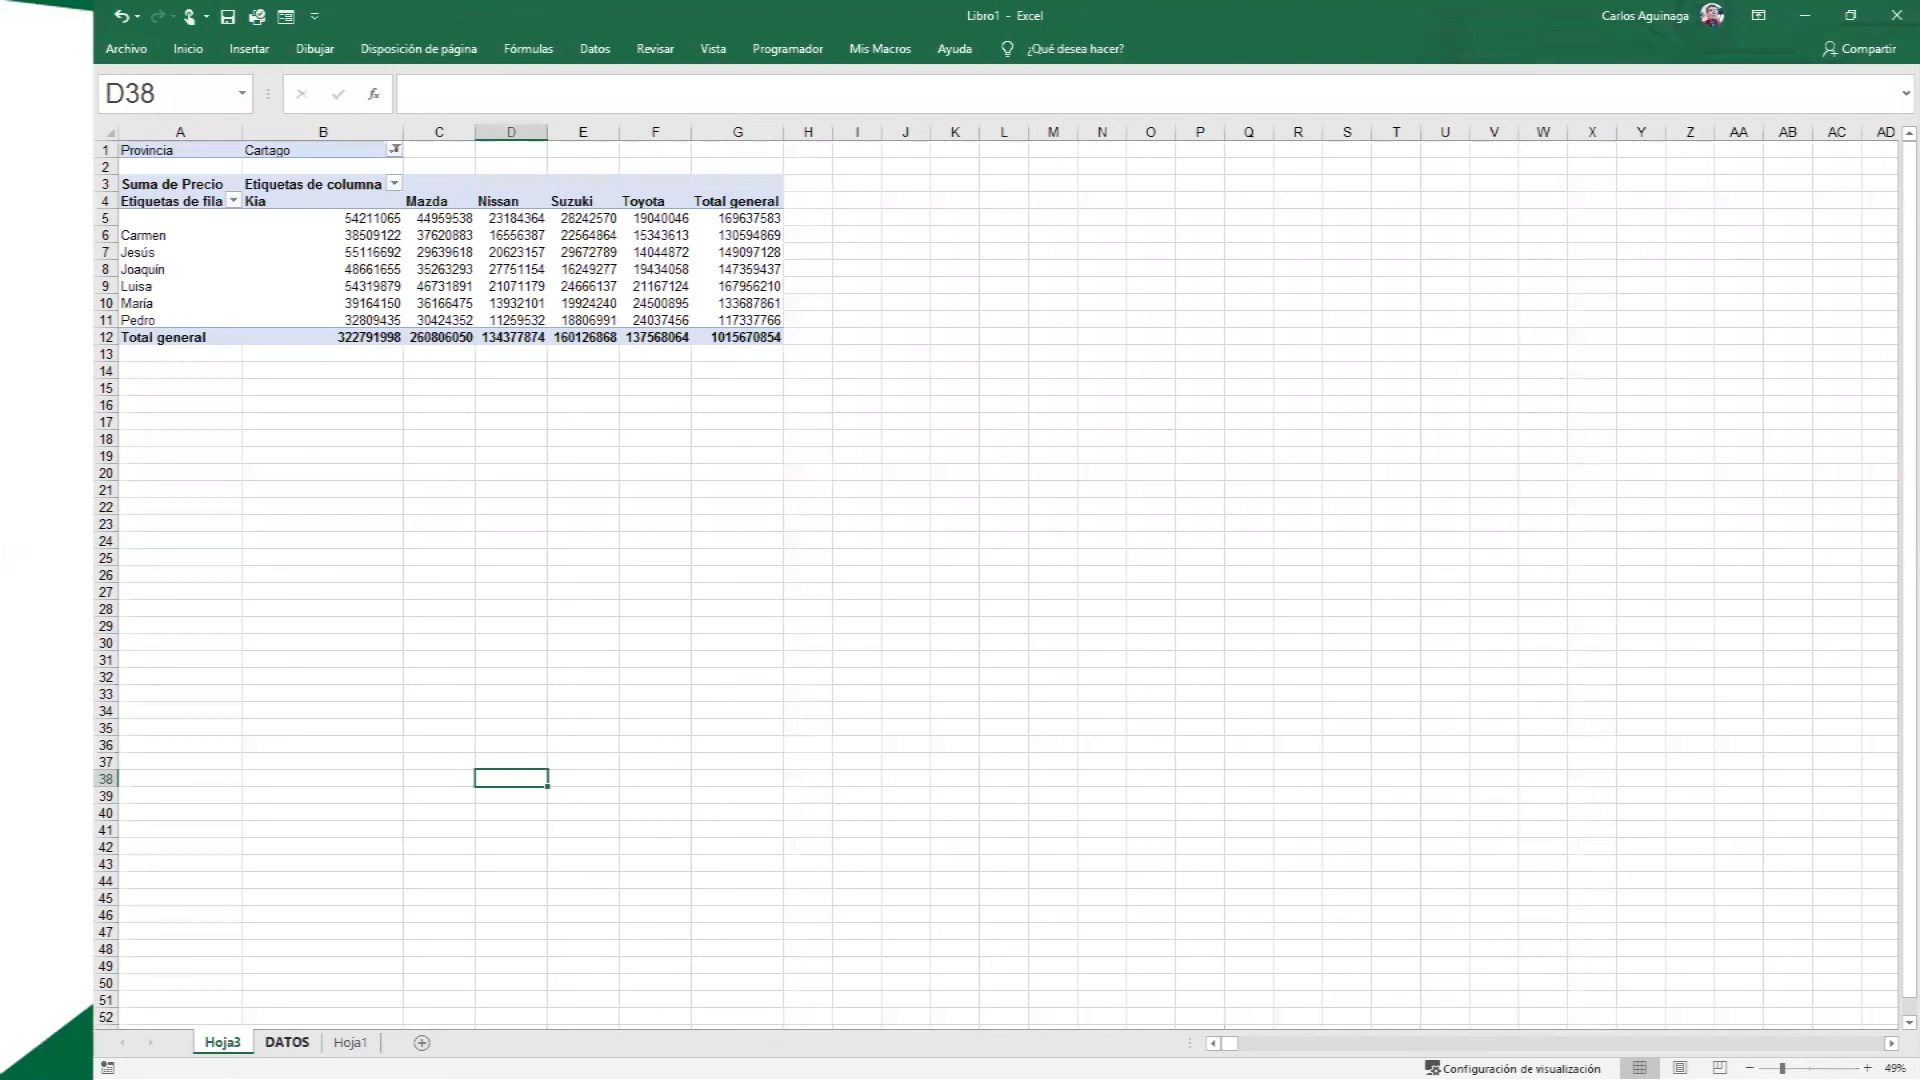 Libro1 - Excel
Carlos Aguinaga
Archivo Inicio Insertar Dibujar Disposición de página Fórmulas Datos Revisar Vista Programador Mis Macros Ayuda ¿Qué desea hacer? Compartir
D38 fx
A B C D E F G H I J K L M N O P Q R S T U V W X Y Z AA AB AC AD
1 Provincia Cartago
2
3 Suma de Precio Etiquetas de columna
4 Etiquetas de fila Kia Mazda Nissan Suzuki Toyota Total general
5 54211065 44959538 23184364 28242570 19040046 169637583
6 Carmen 38509122 37620883 16556387 22564864 15343613 130594869
7 Jesús 55116692 29639618 20623157 29672789 14044872 149097128
8 Joaquín 48661655 35263293 27751154 16249277 19434058 147359437
9 Luisa 54319879 46731891 21071179 24666137 21167124 167956210
10 María 39164150 36166475 13932101 19924240 24500895 133687861
11 Pedro 32809435 30424352 11259532 18806991 24037456 117337766
12 Total general 322791998 260806050 134377874 160126868 137568064 1015670854
13
14
15
16
17
18
19
20
21
22
23
24
25
26
27
28
29
30
31
32
33
34
35
36
37
38
39
40
41
42
43
44
45
46
47
48
49
50
51
52
Hoja3 DATOS Hoja1
Configuración de visualización 49%